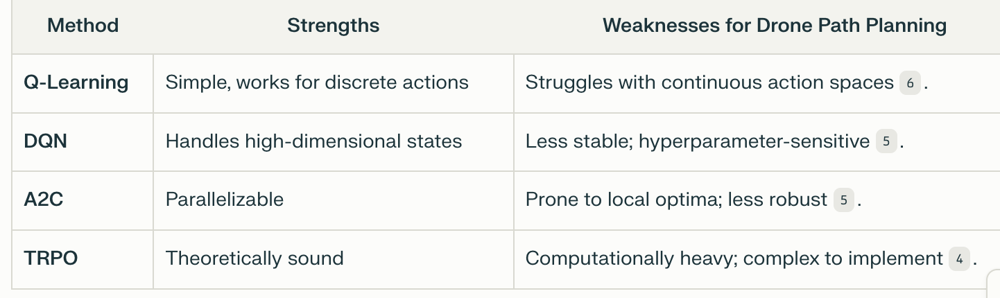 Method Strengths Weaknesses for Drone Path Planning
Q-Learning Simple, works for discrete actions Struggles with continuous action spaces 6 .
DQN Handles high-dimensional states Less stable; hyperparameter-sensitive 5 .
A2C Parallelizable Prone to local optima; less robust 5 .
TRPO Theoretically sound Computationally heavy; complex to implement 4 .